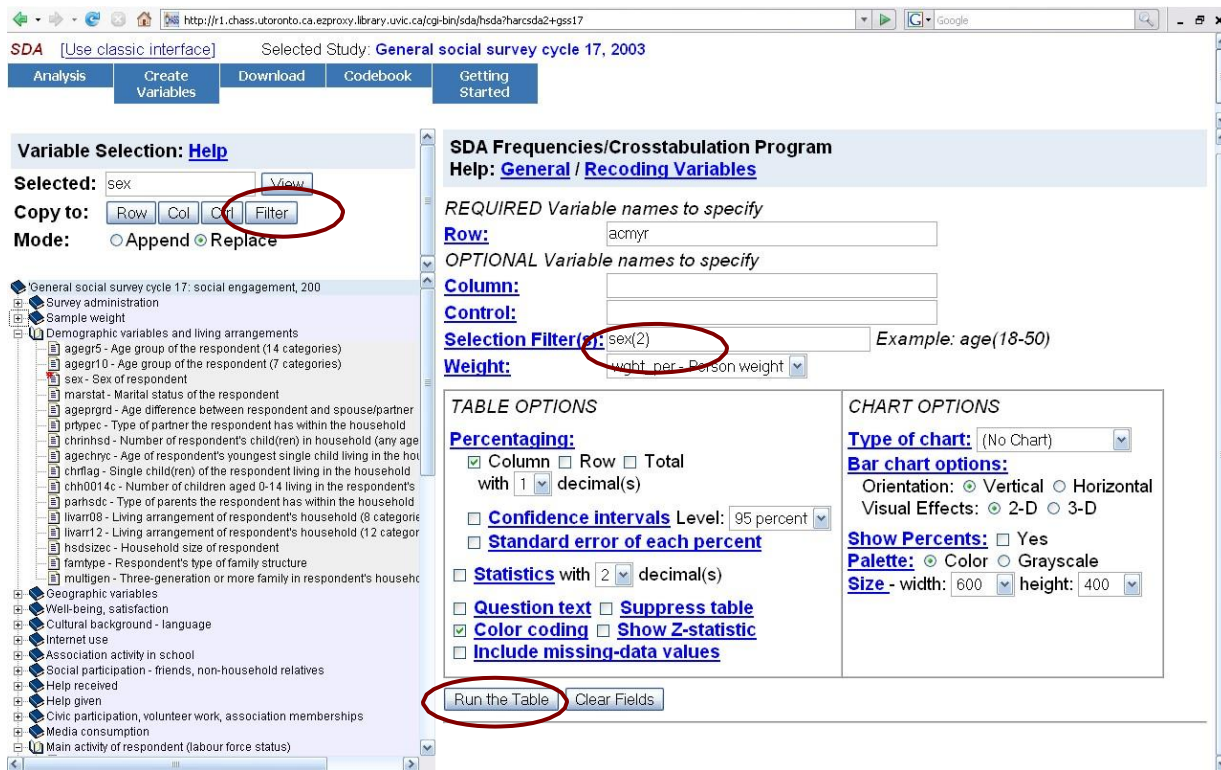 http://r1.chass.utoronto.ca.ezproxy.library.uvic.ca/cgi-bin/sda/hsda?harcsda2+gss17
Google
SDA [Use classic interface] Selected Study: General social survey cycle 17, 2003
Analysis Create Variables Download Codebook Getting Started
Variable Selection: Help
Selected: sex View
Copy to: Row Col Ctrl Filter
Mode: Append Replace
'General social survey cycle 17: social engagement, 200
Survey administration
Sample weight
Demographic variables and living arrangements
agegr5 - Age group of the respondent (14 categories)
agegr10 - Age group of the respondent (7 categories)
sex - Sex of respondent
marstat - Marital status of the respondent
ageprgrd - Age difference between respondent and spouse/partner
prtypec - Type of partner the respondent has within the household
chrinhsd - Number of respondent's child(ren) in household (any age
agechryc - Age of respondent's youngest single child living in the hou
chrflag - Single child(ren) of the respondent living in the household
chh0014c - Number of children aged 0-14 living in the respondent's
parhsdc - Type of parents the respondent has within the household
livarr08 - Living arrangement of respondent's household (8 categorie
livarr12 - Living arrangement of respondent's household (12 categor
hsdsizec - Household size of respondent
famtype - Respondent's type of family structure
multigen - Three-generation or more family in respondent's househo
Geographic variables
Well-being, satisfaction
Cultural background - language
Internet use
Association activity in school
Social participation - friends, non-household relatives
Help received
Help given
Civic participation, volunteer work, association memberships
Media consumption
Main activity of respondent (labour force status)
SDA Frequencies/Crosstabulation Program
Help: General / Recoding Variables
REQUIRED Variable names to specify
Row: acmyr
OPTIONAL Variable names to specify
Column:
Control:
Selection Filter(s): sex(2) Example: age(18-50)
Weight: wght_per - Person weight
TABLE OPTIONS
Percentaging:
Column Row Total
with 1 decimal(s)
Confidence intervals Level: 95 percent
Standard error of each percent
Statistics with 2 decimal(s)
Question text Suppress table
Color coding Show Z-statistic
Include missing-data values
CHART OPTIONS
Type of chart: (No Chart)
Bar chart options:
Orientation: Vertical Horizontal
Visual Effects: 2-D 3-D
Show Percents: Yes
Palette: Color Grayscale
Size - width: 600 height: 400
Run the Table Clear Fields